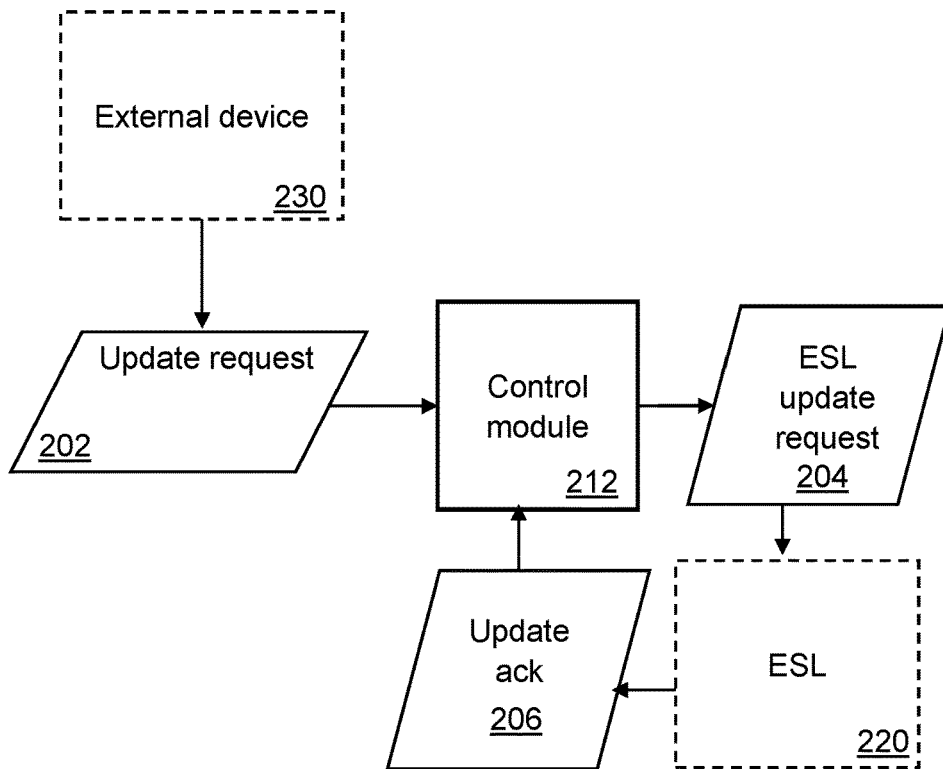 External device
230
Update request
202
Control
module
212
ESL
update
request
204
Update
ack
206
ESL
220